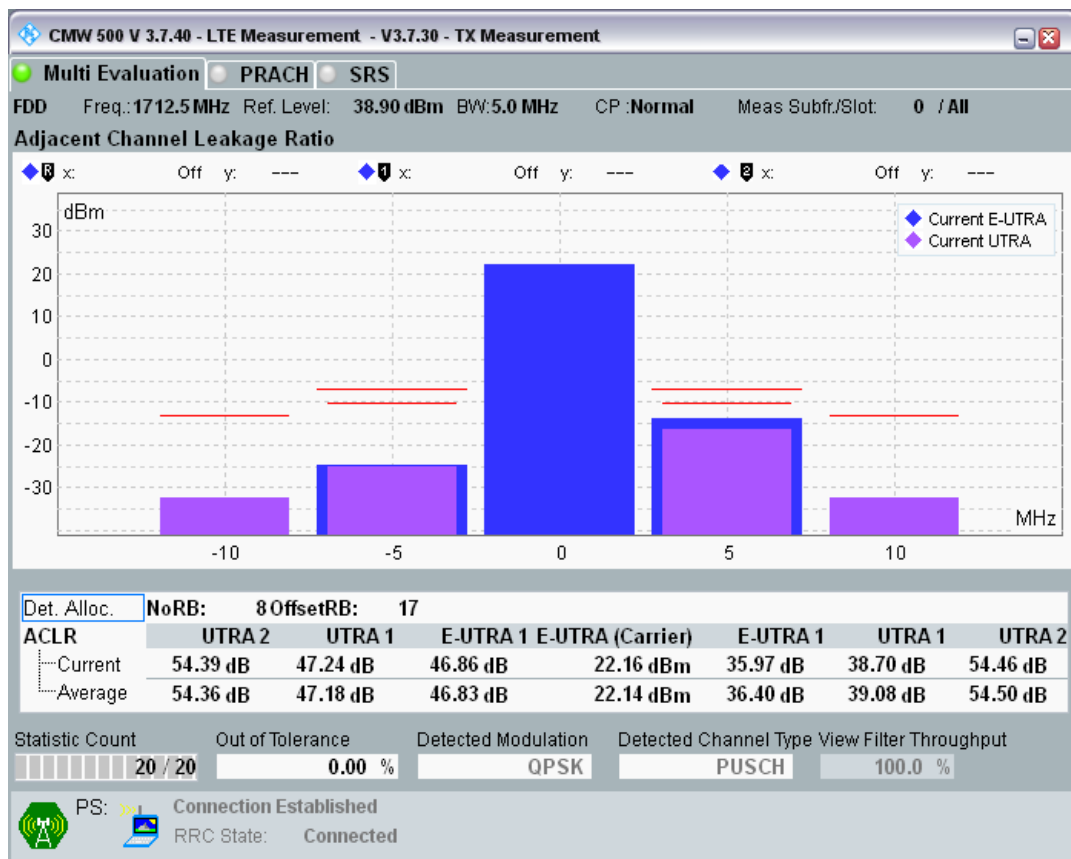 CMW 500 V 3.7.40 - LTE Measurement - V3.7.30 - TX Measurement
Multi Evaluation PRACH SRS
FDD Freq.:1712.5 MHz Ref. Level: 38.90 dBm BW:5.0 MHz CP :Normal Meas Subfr./Slot: 0 / All
Adjacent Channel Leakage Ratio
R x: Off y: --- 1 x: Off y: --- 2 x: Off y: ---
dBm
Current E-UTRA
Current UTRA
30
20
10
0
-10
-20
-30
MHz
-10 -5 0 5 10
Det. Alloc. NoRB: 8 OffsetRB: 17
ACLR UTRA 2 UTRA 1 E-UTRA 1 E-UTRA (Carrier) E-UTRA 1 UTRA 1 UTRA 2
Current 54.39 dB 47.24 dB 46.86 dB 22.16 dBm 35.97 dB 38.70 dB 54.46 dB
Average 54.36 dB 47.18 dB 46.83 dB 22.14 dBm 36.40 dB 39.08 dB 54.50 dB
Statistic Count Out of Tolerance Detected Modulation Detected Channel Type View Filter Throughput
20 / 20 0.00 % QPSK PUSCH 100.0 %
PS: Connection Established
RRC State: Connected